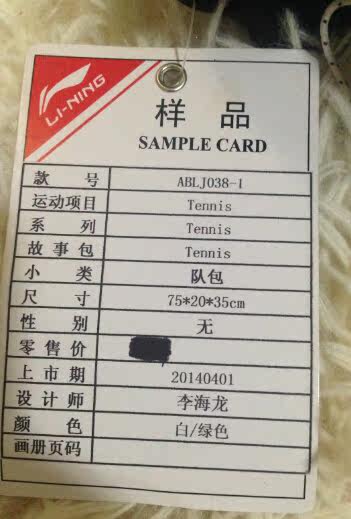 LI-NING
样 品
SAMPLE CARD
款 号 ABLJ038-1
运动项目 Tennis
系 列 Tennis
故 事 包 Tennis
小 类 队包
尺 寸 75*20*35cm
性 别 无
零 售 价
上 市 期 20140401
设 计 师 李海龙
颜 色 白/绿色
画册页码